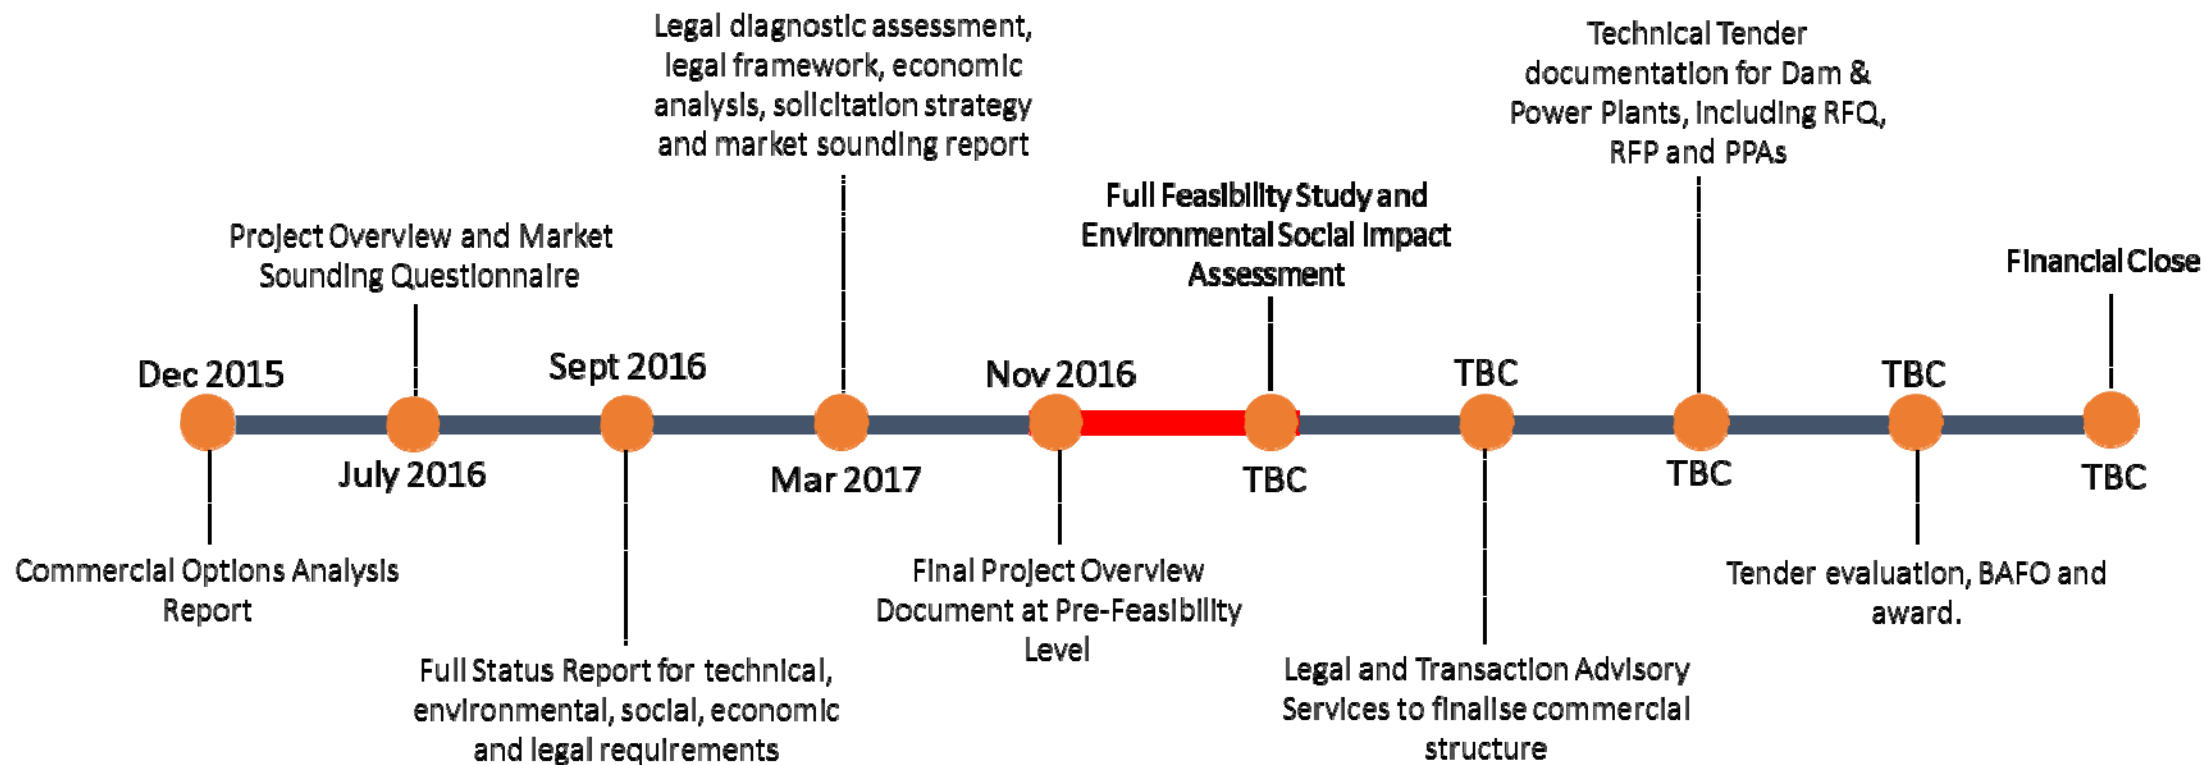 Dec 2015
Commercial Options Analysis
Report
Project Overview and Market
Sounding Questionnaire
July 2016
Sept 2016
Full Status Report for technical,
environmental, social, economic
and legal requirements
Legal diagnostic assessment,
legal framework, economic
analysis, solicitation strategy
and market sounding report
Mar 2017
Nov 2016
Final Project Overview
Document at Pre-Feasibility
Level
Full Feasibility Study and
Environmental Social Impact
Assessment
TBC
TBC
Legal and Transaction Advisory
Services to finalise commercial
structure
Technical Tender
documentation for Dam &
Power Plants, including RFQ,
RFP and PPAs
TBC
TBC
Tender evaluation, BAFO and
award.
Financial Close
TBC